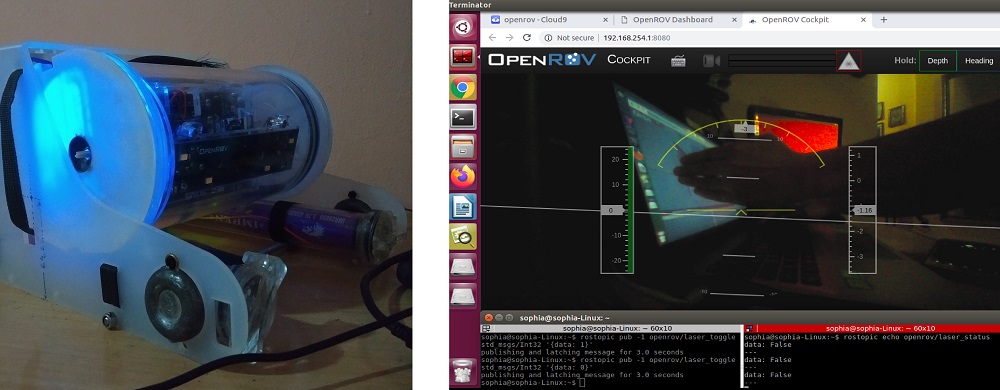 OPENROV
Terminator
openrov - Cloud9
OpenROV Dashboard
OpenROV Cockpit
Not secure | 192.168.254.1:8080
OPENROV COCKPIT
Hold: Depth Heading
-3
10
10
20
10
0
-10
-20
1
0
-1.16
-2
-3
-10
sophia@sophia-Linux: ~
sophia@sophia-Linux: ~ 60x10
sophia@sophia-Linux:~$ rostopic pub -1 openrov/laser_toggle
std_msgs/Int32 '{data: 1}'
publishing and latching message for 3.0 seconds
sophia@sophia-Linux:~$ rostopic pub -1 openrov/laser_toggle
std_msgs/Int32 '{data: 0}'
publishing and latching message for 3.0 seconds
sophia@sophia-Linux:~$
sophia@sophia-Linux: ~ 60x10
sophia@sophia-Linux:~$ rostopic echo openrov/laser_status
data: False
---
data: False
---
data: False
---